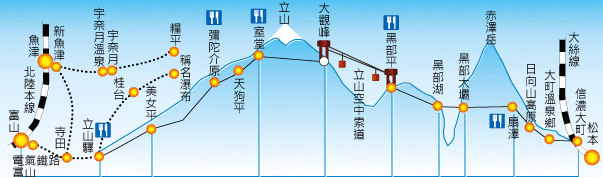 魚津
新魚津
北陸本線
富山
電氣富山
鐵路
寺田
宇奈月溫泉
宇奈月
桂台
糧平
稱名瀑布
立山驛
美女平
彌陀介原
天狗平
室堂
立山
大觀峰
立山空中索道
黑部平
黑部湖
黑部大壩
赤澤岳
扇澤
日向山高原
大町溫泉鄉
大絲線
信濃大町
松本